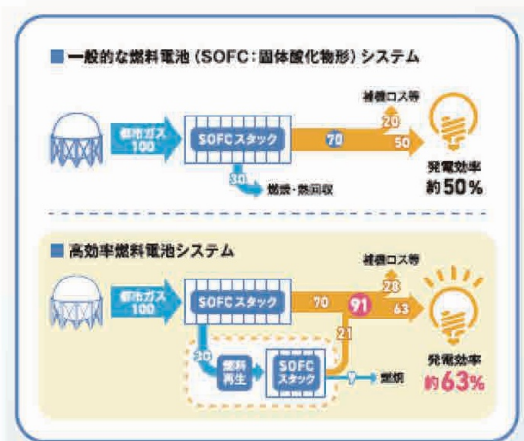 ■ 一般的な燃料電池（SOFC：固体酸化物形）システム
都市ガス
100
SOFCスタック
70
補機ロス等
20
50
30
燃焼・熱回収
発電効率
約50%
■ 高効率燃料電池システム
都市ガス
100
SOFCスタック
70
91
補機ロス等
28
63
21
30
燃料
再生
SOFC
スタック
9
燃焼
発電効率
約63%